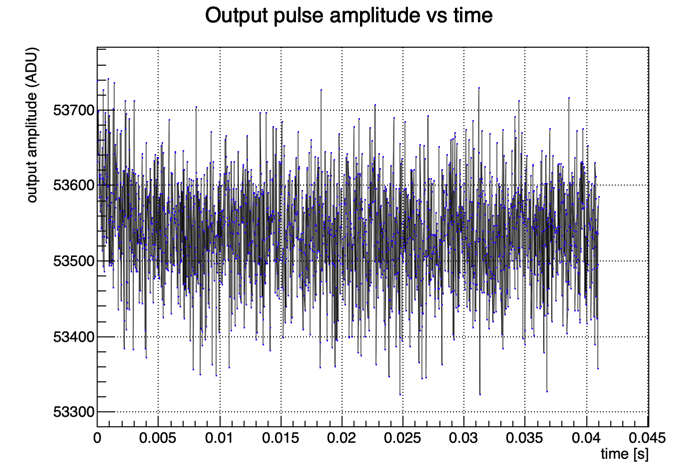 Output pulse amplitude vs time
output amplitude (ADU)
53700
53600
53500
53400
53300
0 0.005 0.01 0.015 0.02 0.025 0.03 0.035 0.04 0.045
time [s]